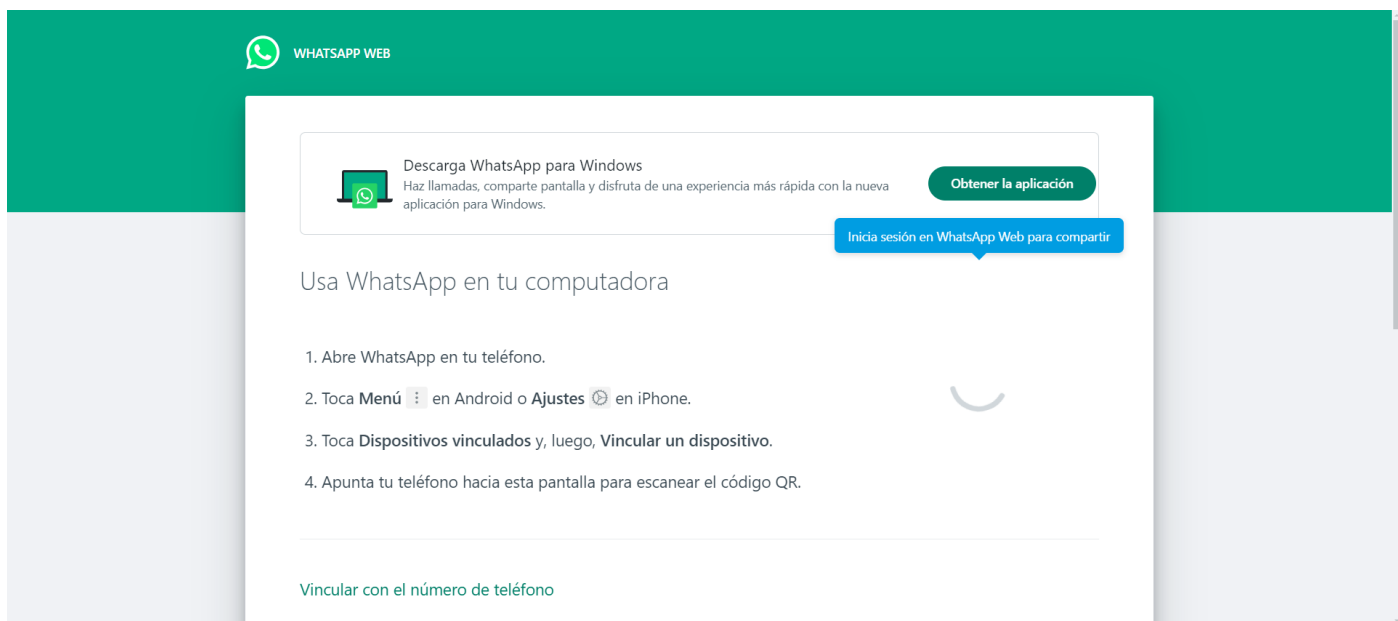 WHATSAPP WEB
Descarga WhatsApp para Windows
Haz llamadas, comparte pantalla y disfruta de una experiencia más rápida con la nueva
aplicación para Windows.
Obtener la aplicación
Inicia sesión en WhatsApp Web para compartir
Usa WhatsApp en tu computadora
1. Abre WhatsApp en tu teléfono.
2. Toca Menú en Android o Ajustes en iPhone.
3. Toca Dispositivos vinculados y, luego, Vincular un dispositivo.
4. Apunta tu teléfono hacia esta pantalla para escanear el código QR.
Vincular con el número de teléfono